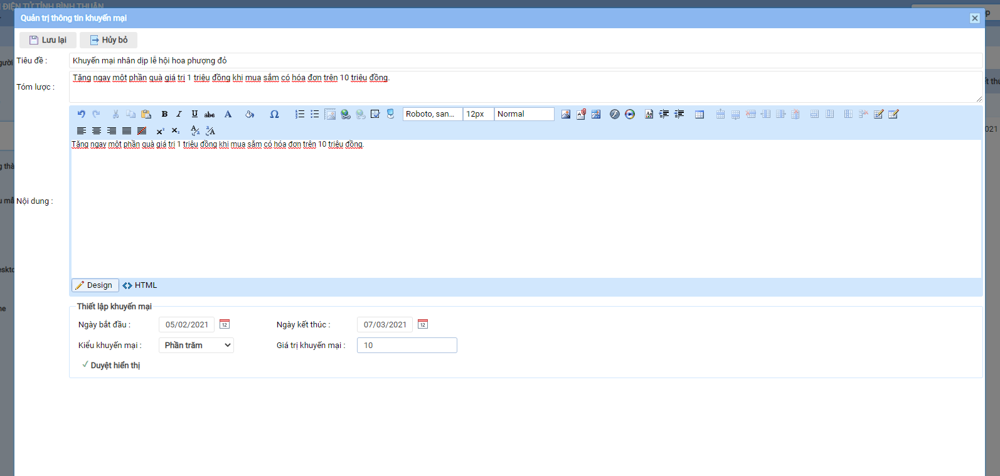 ĐIỆN TỬ TỈNH BÌNH THUẬN
Quản trị thông tin khuyến mại
Lưu lại Hủy bỏ
Tiêu đề : Khuyến mại nhân dịp lễ hội hoa phượng đỏ
Tóm lược : Tặng ngay một phần quà giá trị 1 triệu đồng khi mua sắm có hóa đơn trên 10 triệu đồng.
B I U abc A Ω Roboto, san... 12px Normal
Tặng ngay một phần quà giá trị 1 triệu đồng khi mua sắm có hóa đơn trên 10 triệu đồng.
021
Nội dung :
Design HTML
Thiết lập khuyến mại
Ngày bắt đầu : 05/02/2021 12 Ngày kết thúc : 07/03/2021 12
Kiểu khuyến mại : Phần trăm Giá trị khuyến mại : 10
Duyệt hiển thị